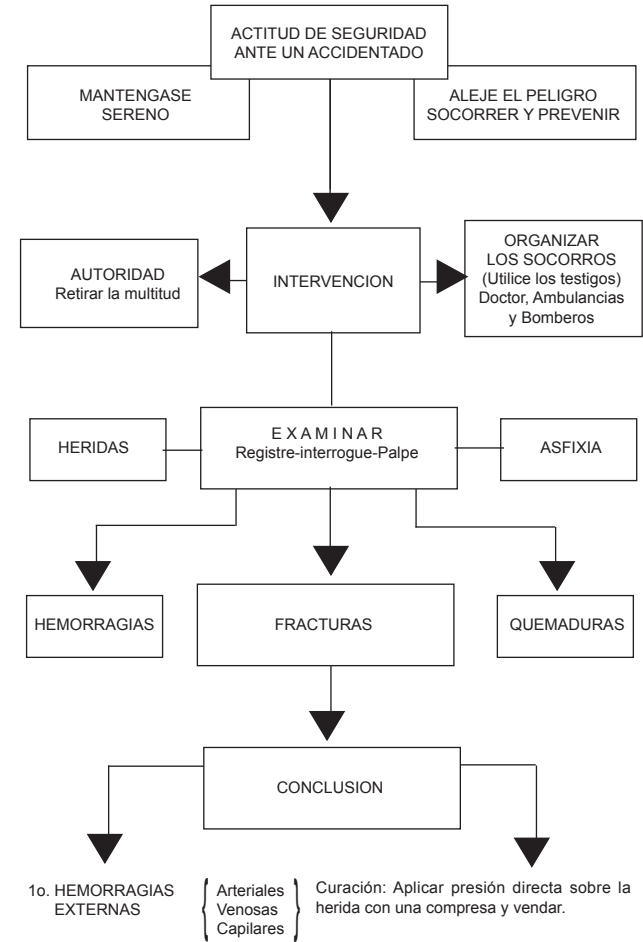 ACTITUD DE SEGURIDAD
ANTE UN ACCIDENTADO
MANTENGASE
SERENO
ALEJE EL PELIGRO
SOCORRER Y PREVENIR
AUTORIDAD
Retirar la multitud
INTERVENCION
ORGANIZAR
LOS SOCORROS
(Utilice los testigos)
Doctor, Ambulancias
y Bomberos
HERIDAS
E X A M I N A R
Registre-interrogue-Palpe
ASFIXIA
HEMORRAGIAS
FRACTURAS
QUEMADURAS
CONCLUSION
1o. HEMORRAGIAS
EXTERNAS
Arteriales
Venosas
Capilares
Curación: Aplicar presión directa sobre la
herida con una compresa y vendar.